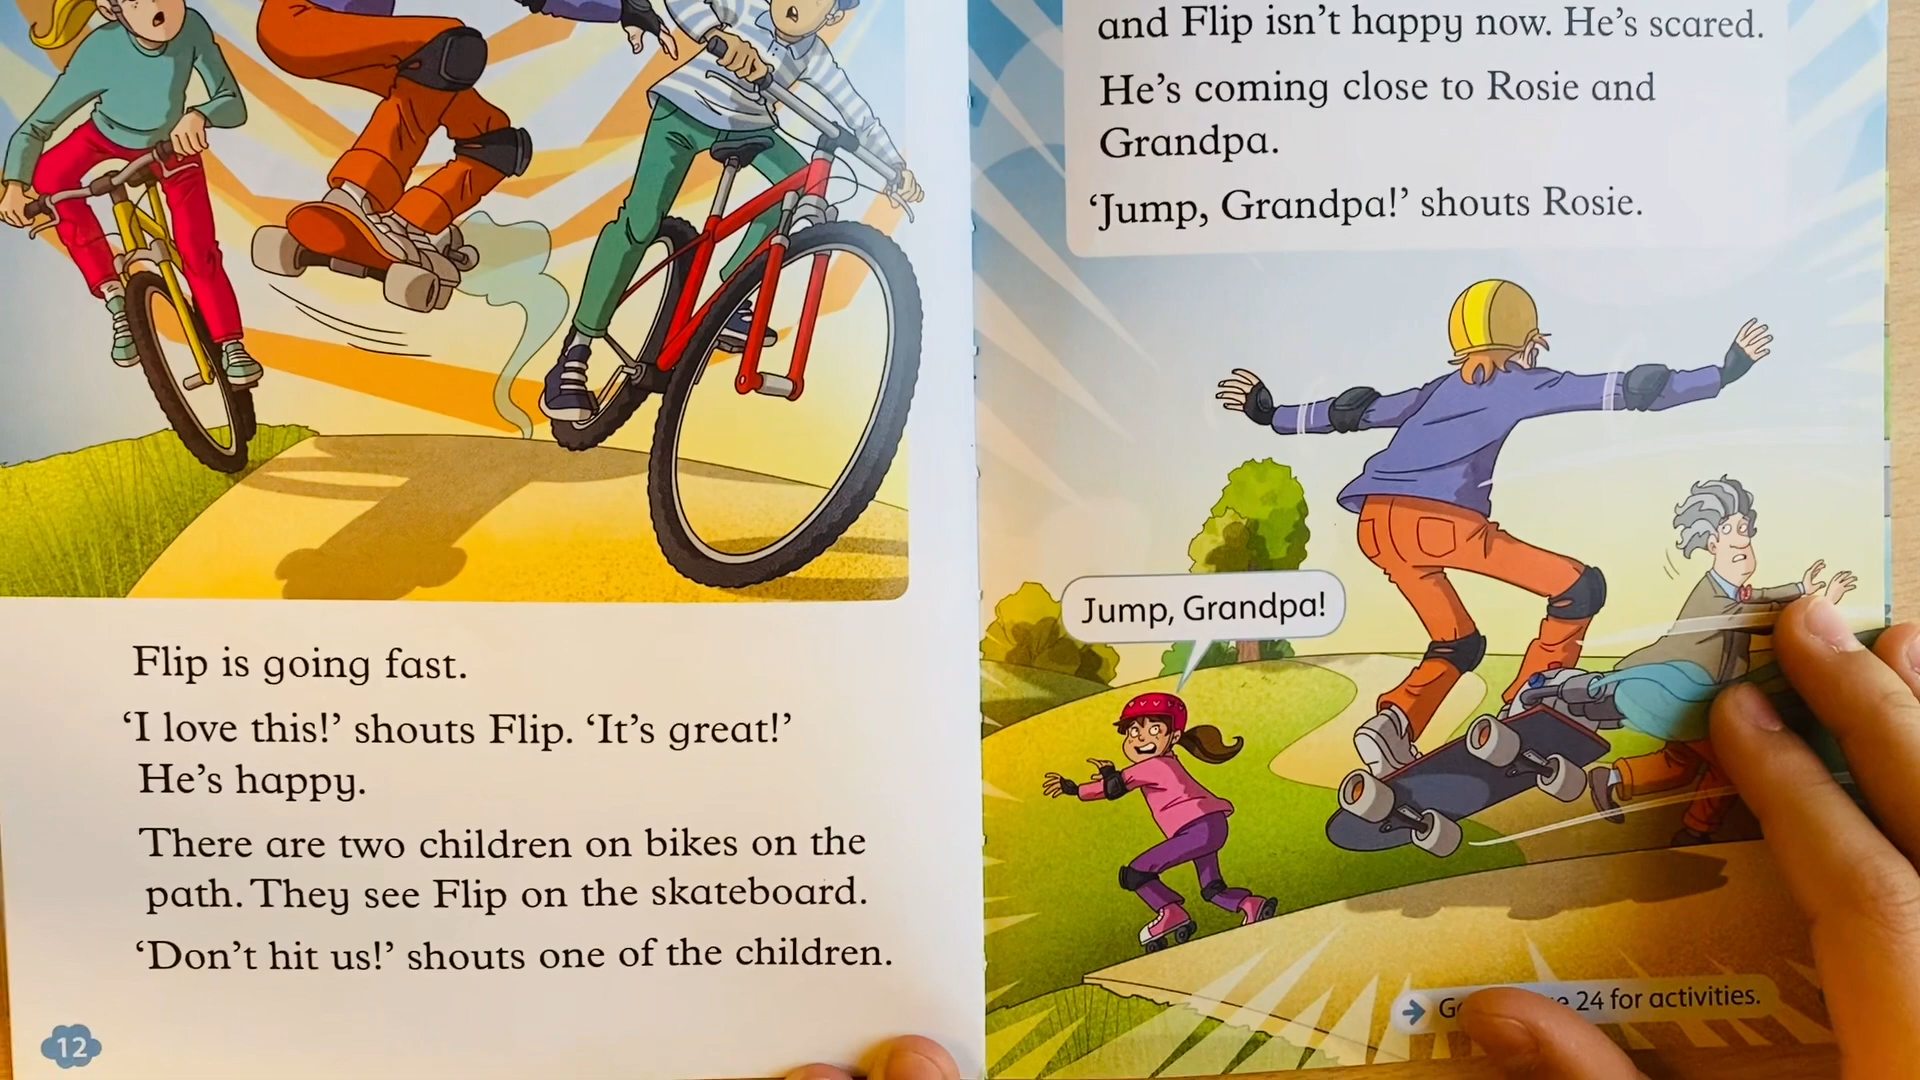 Flip is going fast.
‘I love this!’ shouts Flip. ‘It’s great!’
He’s happy.
There are two children on bikes on the
path. They see Flip on the skateboard.
‘Don’t hit us!’ shouts one of the children.
12
and Flip isn’t happy now. He’s scared.
He’s coming close to Rosie and
Grandpa.
‘Jump, Grandpa!’ shouts Rosie.
Jump, Grandpa!
24 for activities.